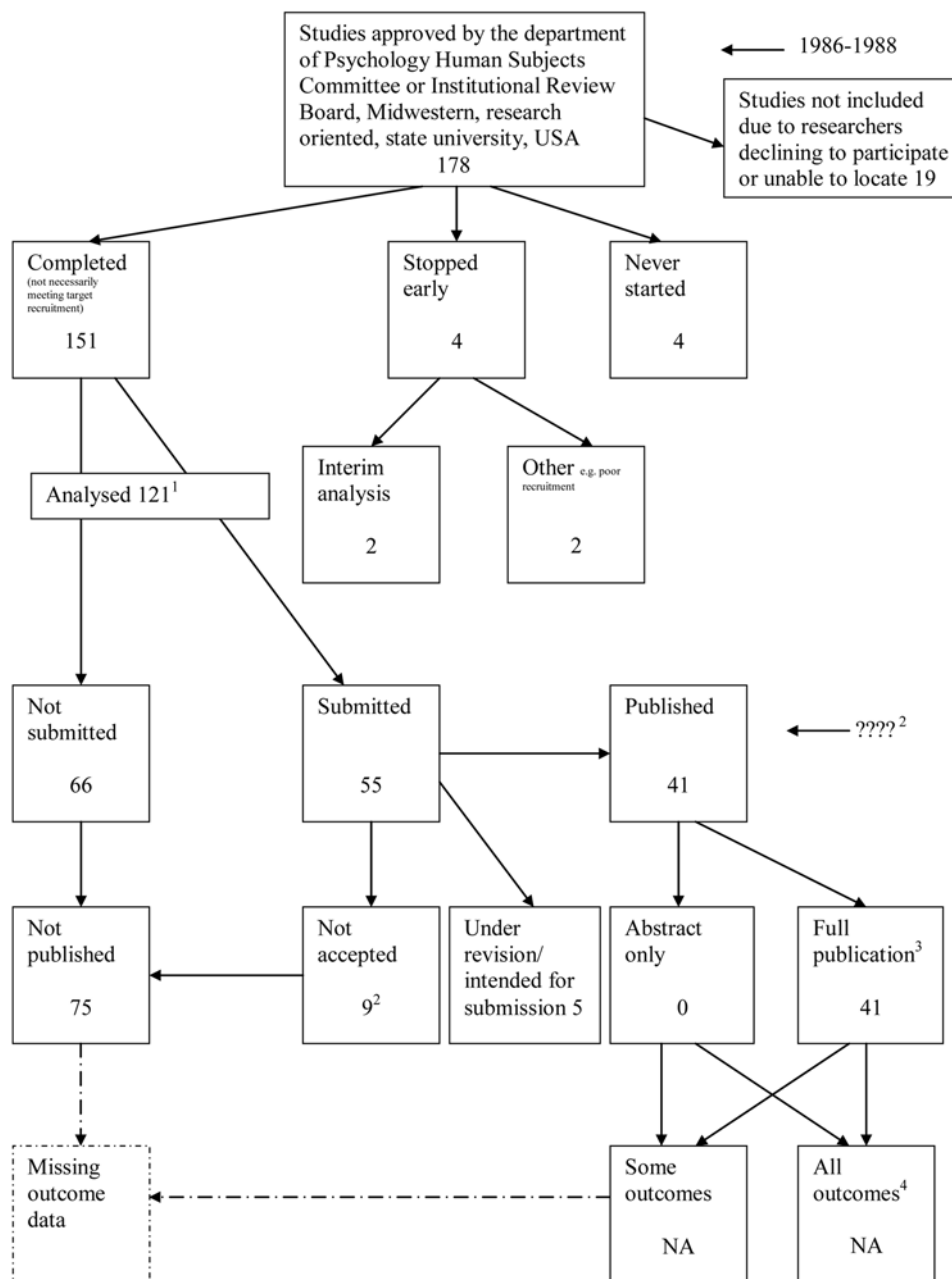 Studies approved by the department
of Psychology Human Subjects
Committee or Institutional Review
Board, Midwestern, research
oriented, state university, USA
178
1986-1988
Studies not included
due to researchers
declining to participate
or unable to locate 19
Completed
(not necessarily
meeting target
recruitment)
151
Stopped
early
4
Never
started
4
Interim
analysis
2
Other e.g. poor
recruitment
2
Analysed 121¹
Not
submitted
66
Submitted
55
Published
41
????²
Not
published
75
Not
accepted
9²
Under
revision/
intended for
submission 5
Abstract
only
0
Full
publication³
41
Missing
outcome
data
Some
outcomes
NA
All
outcomes⁴
NA